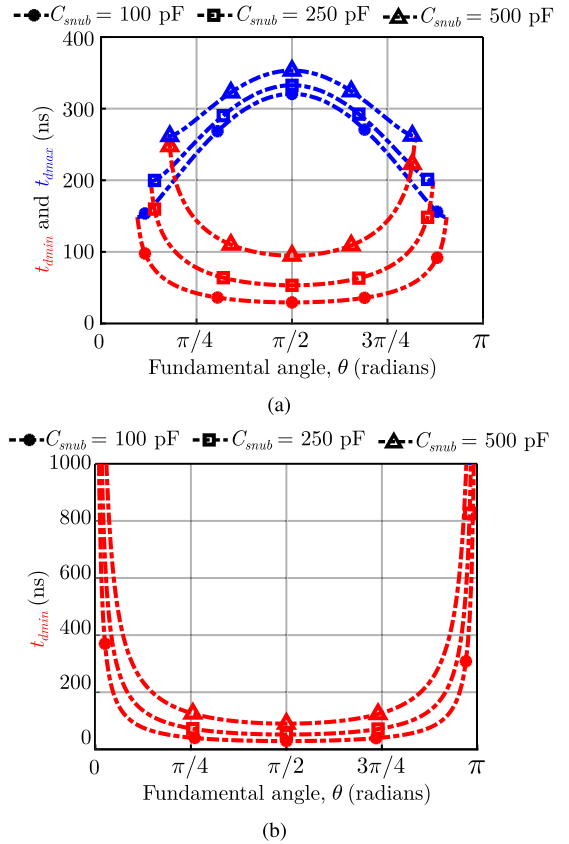 C_snub = 100 pF C_snub = 250 pF C_snub = 500 pF
400
300
200
100
0
t_dmin and t_dmax (ns)
0 π/4 π/2 3π/4 π
Fundamental angle, θ (radians)
(a)
C_snub = 100 pF C_snub = 250 pF C_snub = 500 pF
1000
800
600
400
200
0
t_dmin (ns)
0 π/4 π/2 3π/4 π
Fundamental angle, θ (radians)
(b)